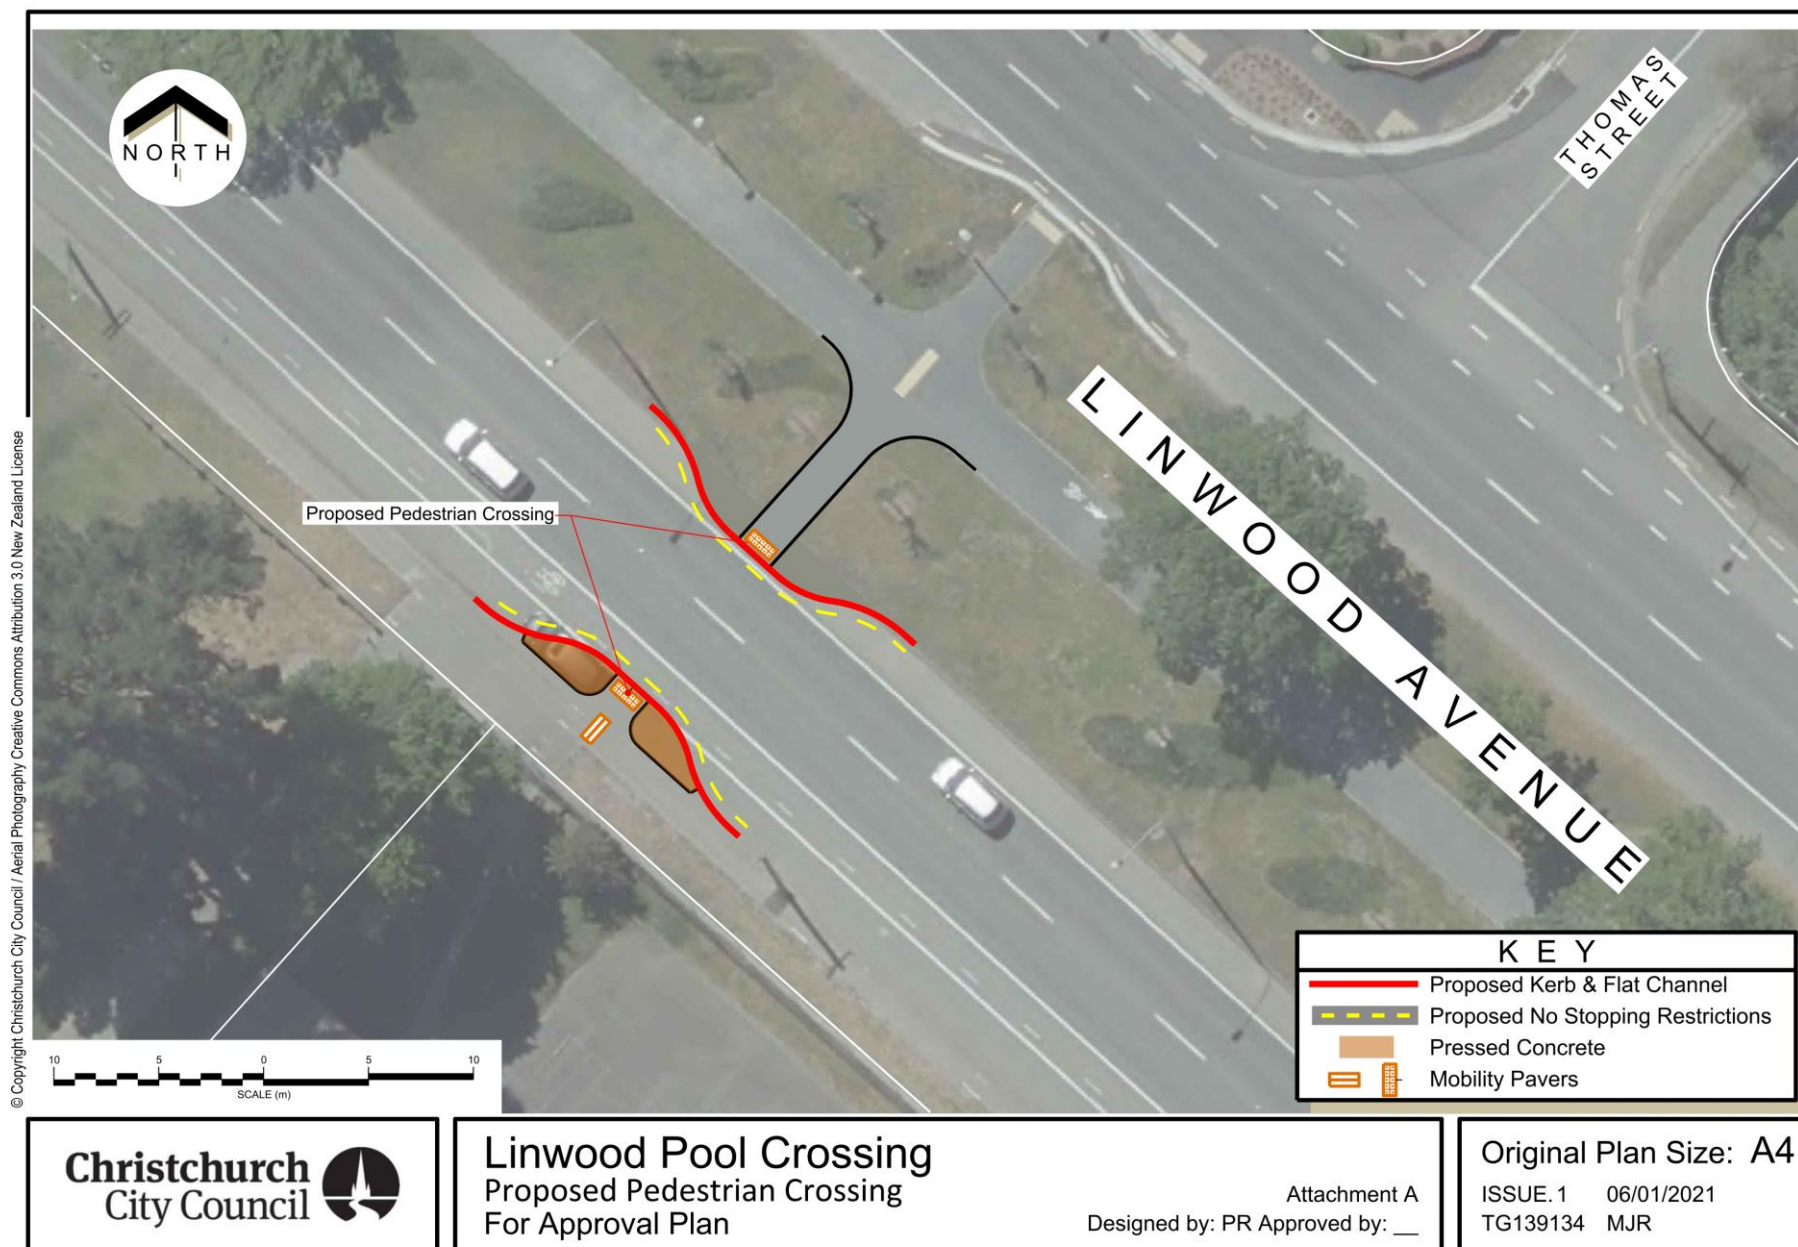 NORTH
THOMAS
STREET
LINWOOD AVENUE
Proposed Pedestrian Crossing
© Copyright Christchurch City Council / Aerial Photography Creative Commons Attribution 3.0 New Zealand License
10 5 0 5 10
SCALE (m)
KEY
Proposed Kerb & Flat Channel
Proposed No Stopping Restrictions
Pressed Concrete
Mobility Pavers
Christchurch
City Council
Linwood Pool Crossing
Proposed Pedestrian Crossing
For Approval Plan
Attachment A
Designed by: PR Approved by: __
Original Plan Size: A4
ISSUE.1 06/01/2021
TG139134 MJR